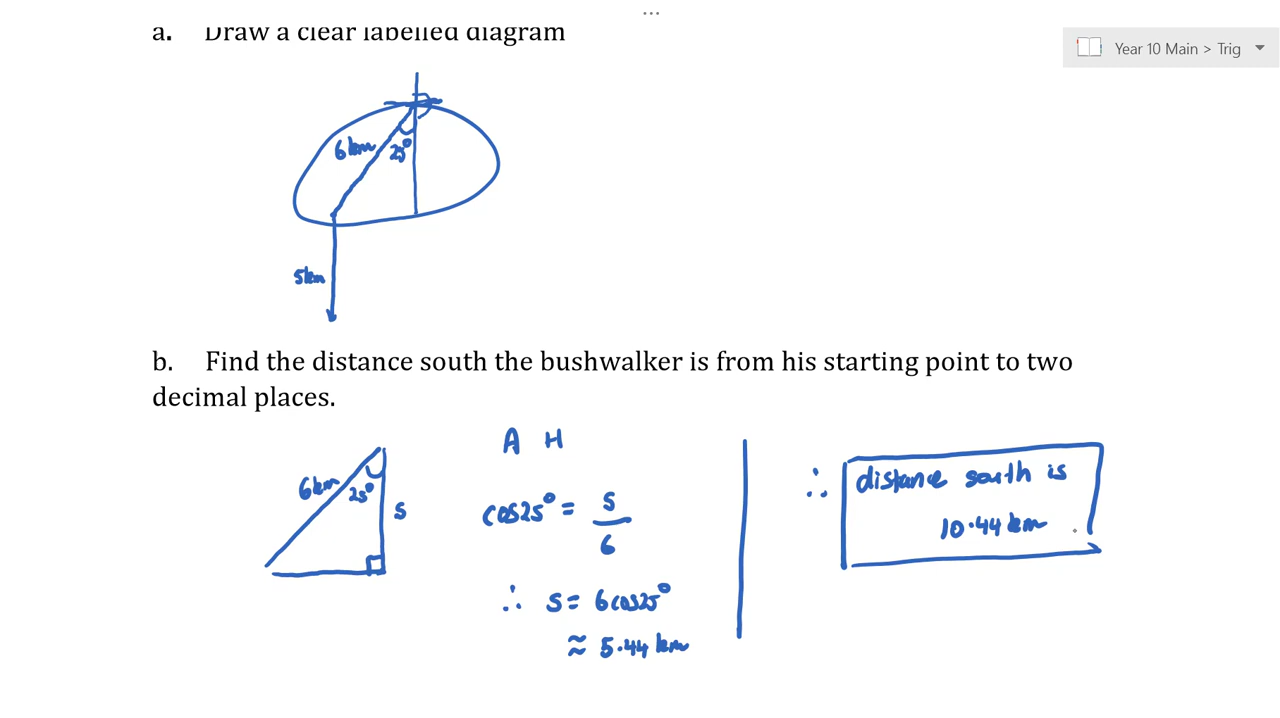 ...
a. Draw a clear labelled diagram
Year 10 Main > Trig
6km
25°
5km
b. Find the distance south the bushwalker is from his starting point to two
decimal places.
A H
6km
25°
S
cos25° = S/6
∴ S = 6cos25°
≈ 5.44 km
∴ distance south is
10.44 km